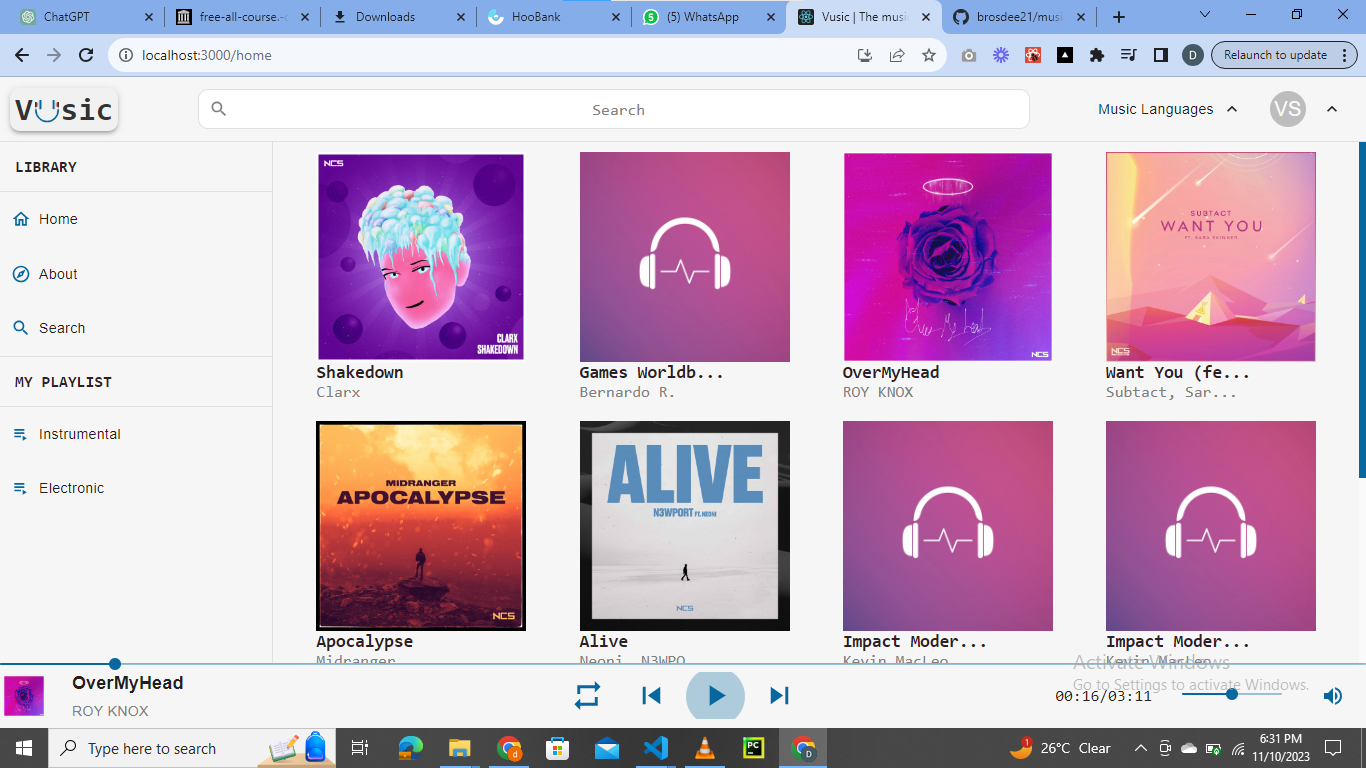 ChatGPT
free-all-course.-c
Downloads
HooBank
(5) WhatsApp
Vusic | The musi
brosdee21/musi
localhost:3000/home
D
Relaunch to update
Vusic
Search
Music Languages
VS
LIBRARY
Home
About
Search
MY PLAYLIST
Instrumental
Electronic
NCS
CLARX
SHAKEDOWN
Shakedown
Clarx
Games Worldb...
Bernardo R.
NCS
OverMyHead
ROY KNOX
SUBTACT
WANT YOU
FT. SARA SKINNER
NCS
Want You (fe...
Subtact, Sar...
MIDRANGER
APOCALYPSE
NCS
Apocalypse
Midranger
ALIVE
N3WPORT FT. NEONI
NCS
Alive
Neoni, N3WPO
Impact Moder...
Kevin MacLeo
Impact Moder...
Kevin MacLeo
Activate Windows
Go to Settings to activate Windows.
OverMyHead
ROY KNOX
00:16/03:11
Type here to search
d
PC
D
1
26°C Clear
6:31 PM
11/10/2023